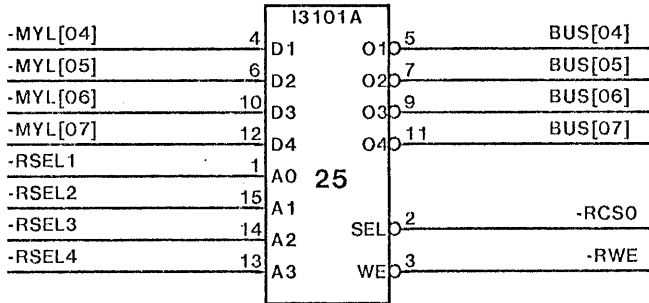 I3101A
-MYL[04] 4 D1 O1 5 BUS[04]
-MYL[05] 6 D2 O2 7 BUS[05]
-MYL[06] 10 D3 O3 9 BUS[06]
-MYL[07] 12 D4 O4 11 BUS[07]
-RSEL1 1 A0 25
-RSEL2 15 A1
-RSEL3 14 A2 SEL 2 -RCS0
-RSEL4 13 A3 WE 3 -RWE